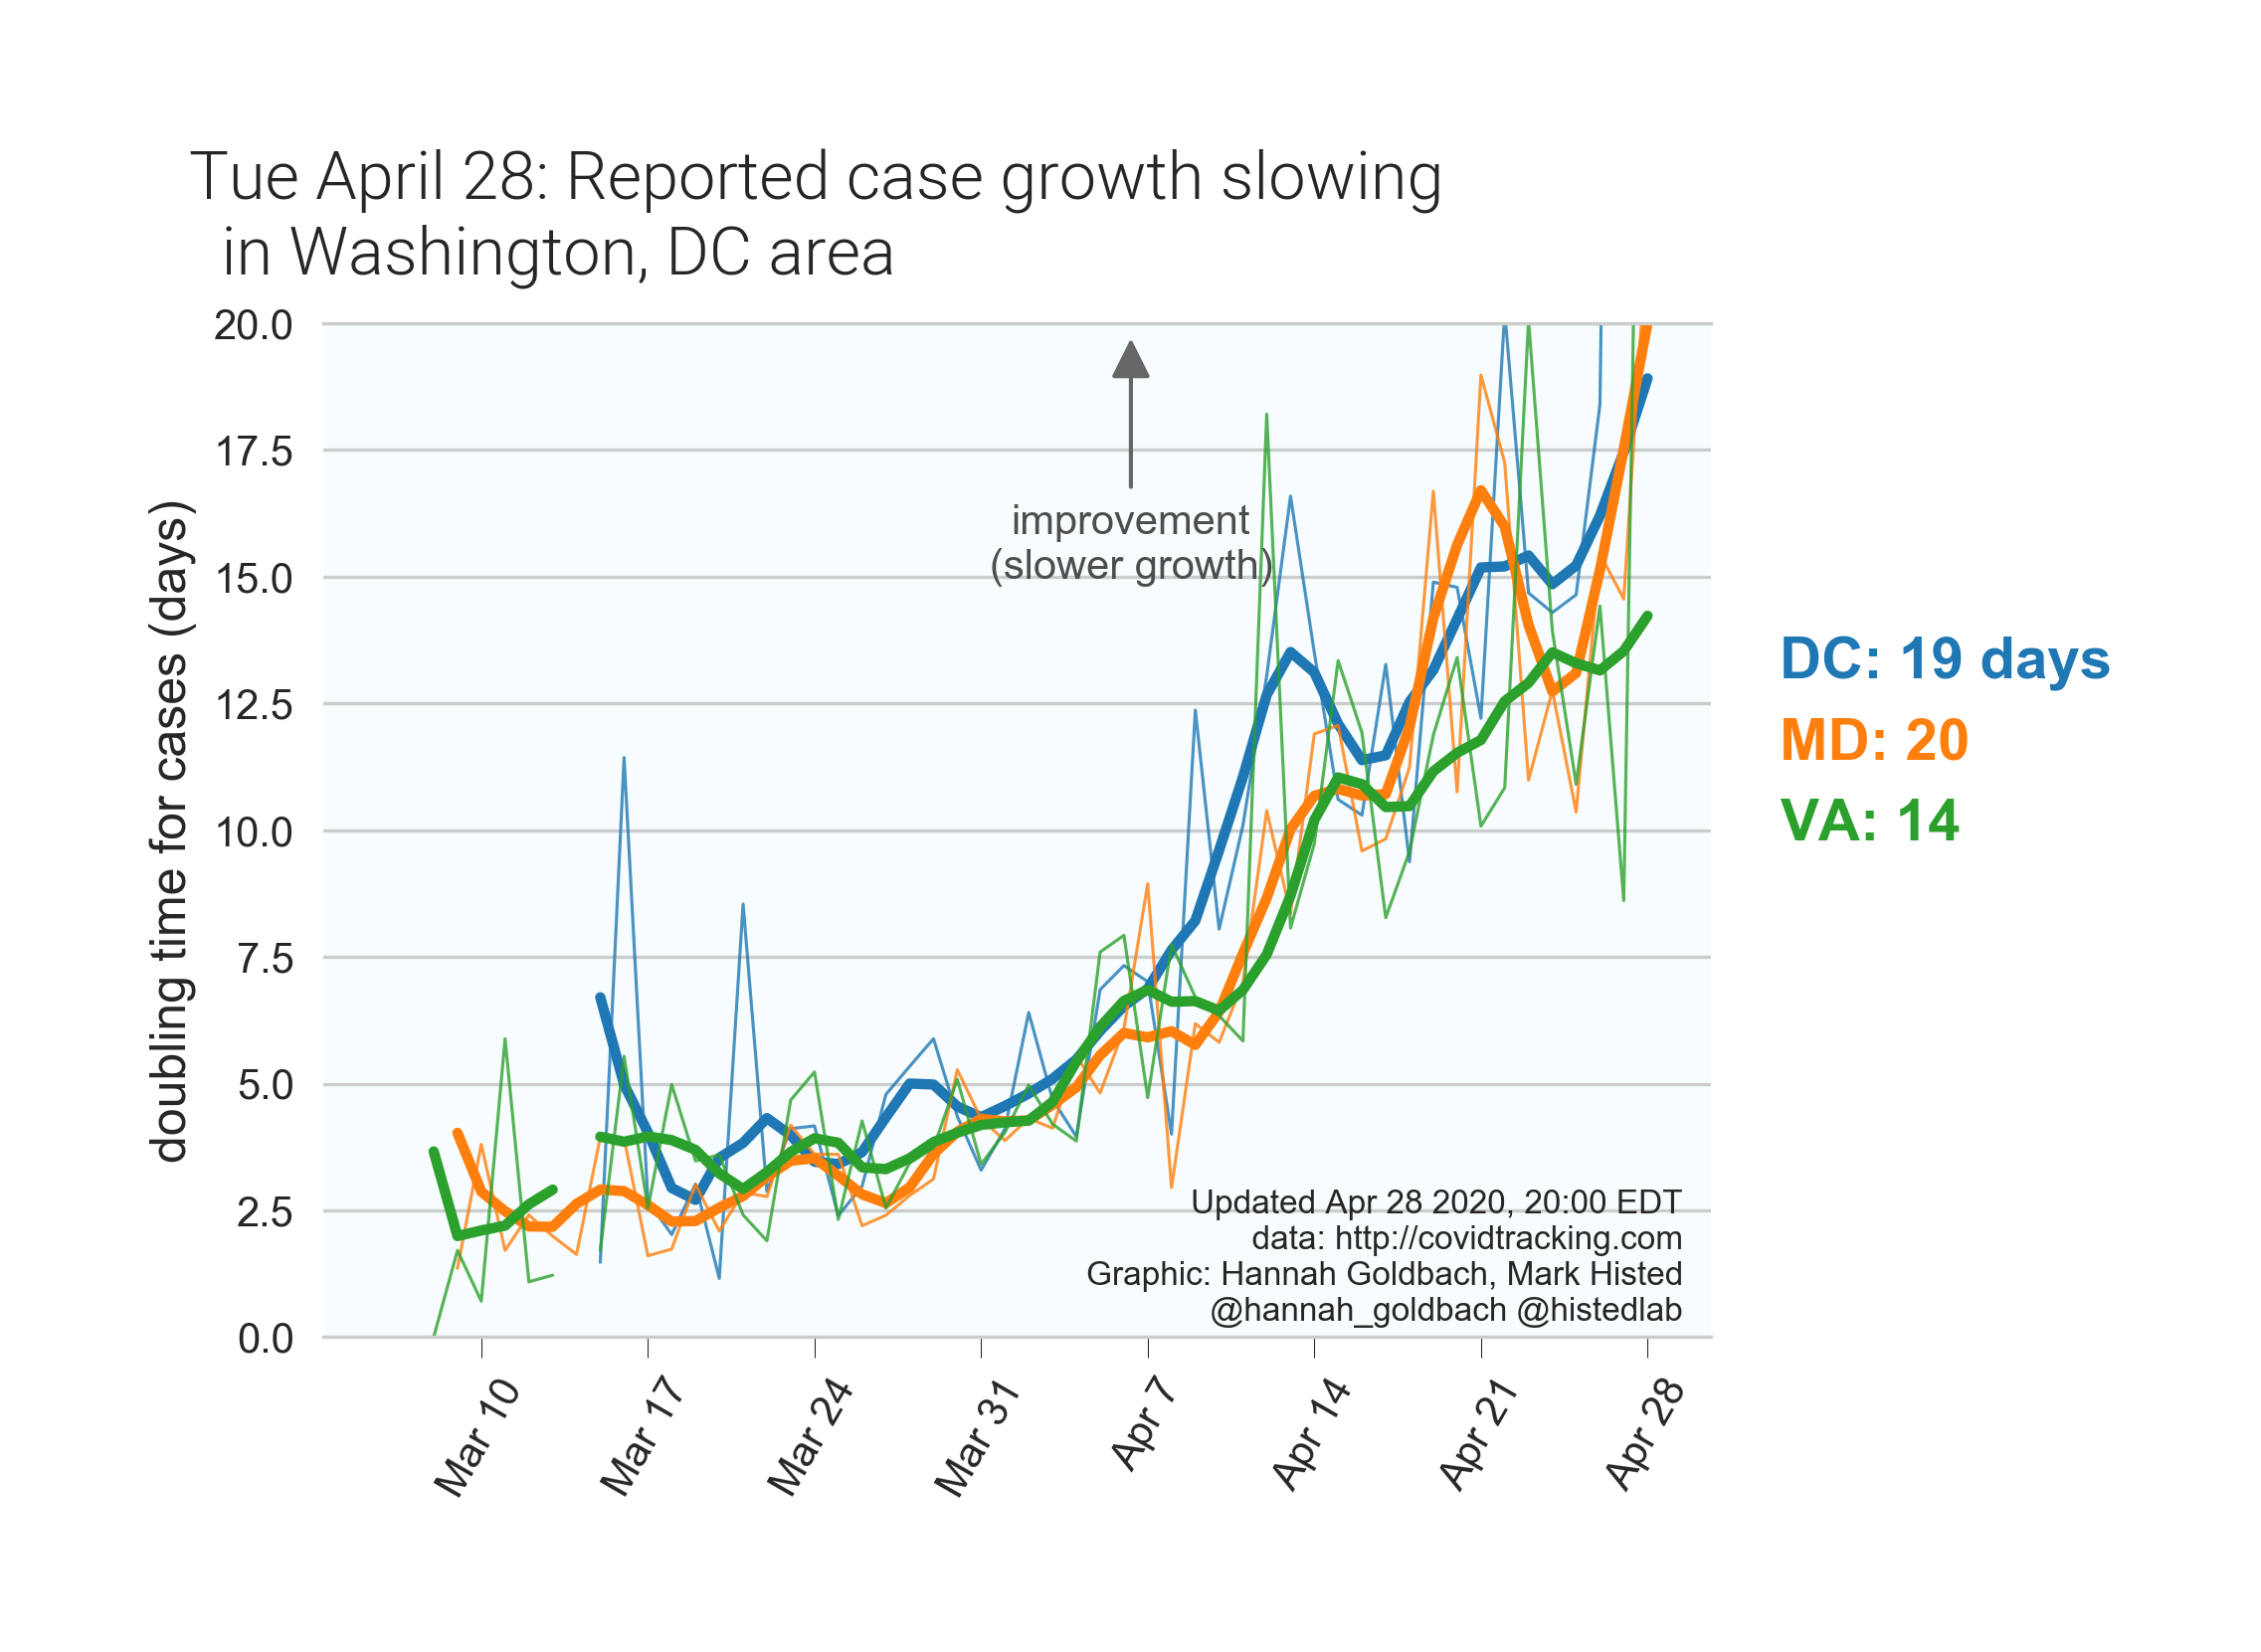 Tue April 28: Reported case growth slowing
in Washington, DC area
20.0
17.5
15.0
12.5
10.0
7.5
5.0
2.5
0.0
doubling time for cases (days)
improvement
(slower growth)
DC: 19 days
MD: 20
VA: 14
Updated Apr 28 2020, 20:00 EDT
data: http://covidtracking.com
Graphic: Hannah Goldbach, Mark Histed
@hannah_goldbach @histedlab
Mar 10
Mar 17
Mar 24
Mar 31
Apr 7
Apr 14
Apr 21
Apr 28